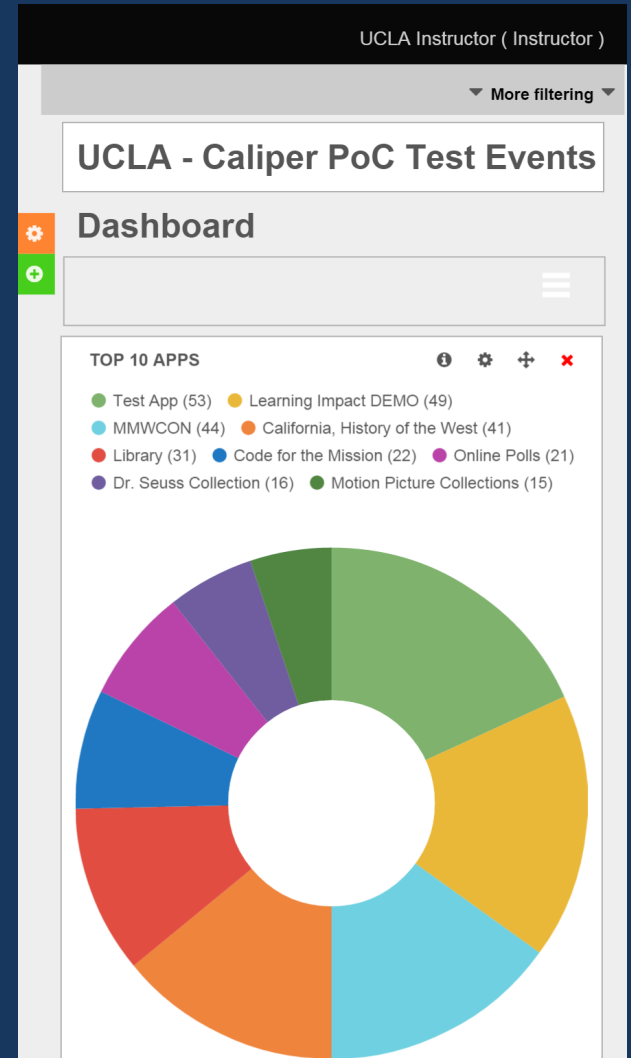 UCLA Instructor ( Instructor )
More filtering
UCLA - Caliper PoC Test Events
Dashboard
TOP 10 APPS
Test App (53) Learning Impact DEMO (49)
MMWCON (44) California, History of the West (41)
Library (31) Code for the Mission (22) Online Polls (21)
Dr. Seuss Collection (16) Motion Picture Collections (15)